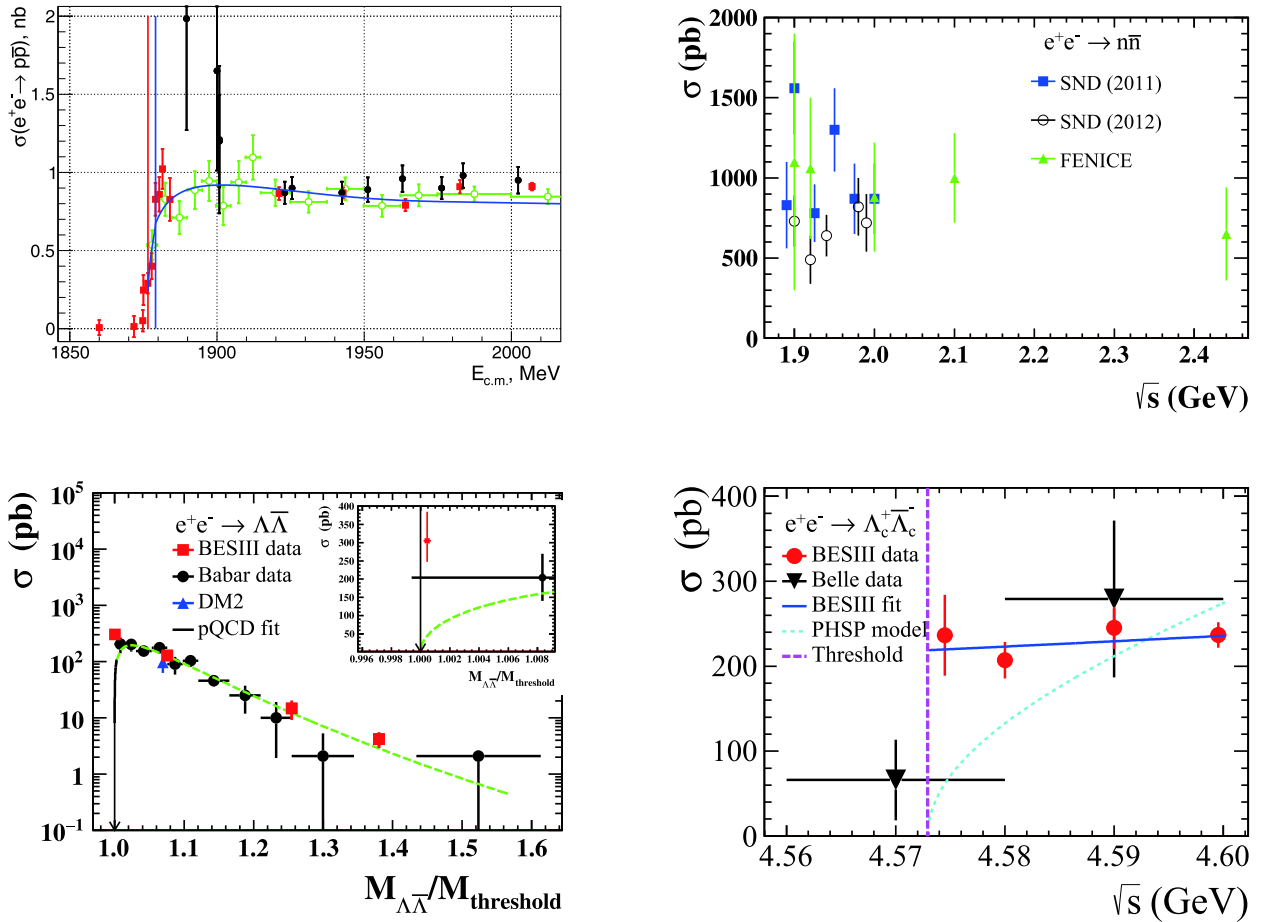 σ(e⁺e⁻→ pp̅), nb
2
1.5
1
0.5
0
1850
1900
1950
2000
E_c.m., MeV
σ (pb)
2000
1500
1000
500
0
e⁺e⁻ → nn̅
SND (2011)
SND (2012)
FENICE
1.9
2.0
2.1
2.2
2.3
2.4
√s (GeV)
σ (pb)
10⁵
10⁴
10³
10²
10
1
10⁻¹
e⁺e⁻ → ΛΛ̅
BESIII data
Babar data
DM2
pQCD fit
σ (pb)
400
350
300
250
200
150
100
50
0.996
0.998
1.000
1.002
1.004
1.006
1.008
M_ΛΛ̅/M_threshold
1.0
1.1
1.2
1.3
1.4
1.5
1.6
M_ΛΛ̅/M_threshold
σ (pb)
400
300
200
100
0
e⁺e⁻ → Λ_c⁺Λ̅_c⁻
BESIII data
Belle data
BESIII fit
PHSP model
Threshold
4.56
4.57
4.58
4.59
4.60
√s (GeV)